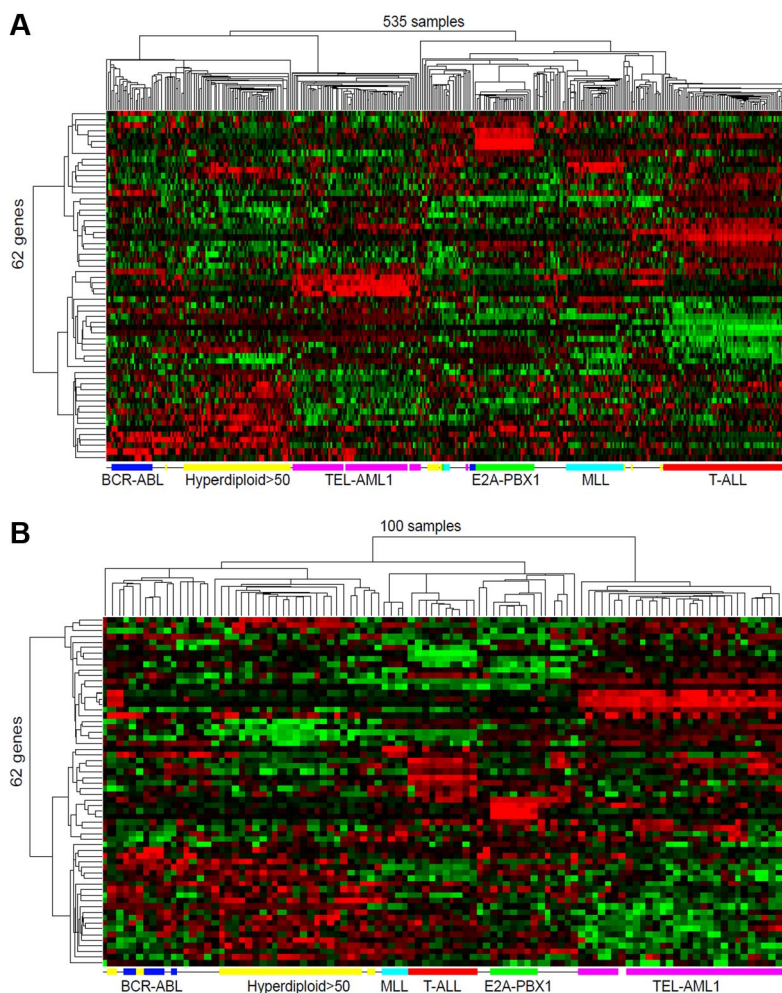 A
535 samples
62 genes
BCR-ABL Hyperdiploid>50 TEL-AML1 E2A-PBX1 MLL T-ALL
B
100 samples
62 genes
BCR-ABL Hyperdiploid>50 MLL T-ALL E2A-PBX1 TEL-AML1